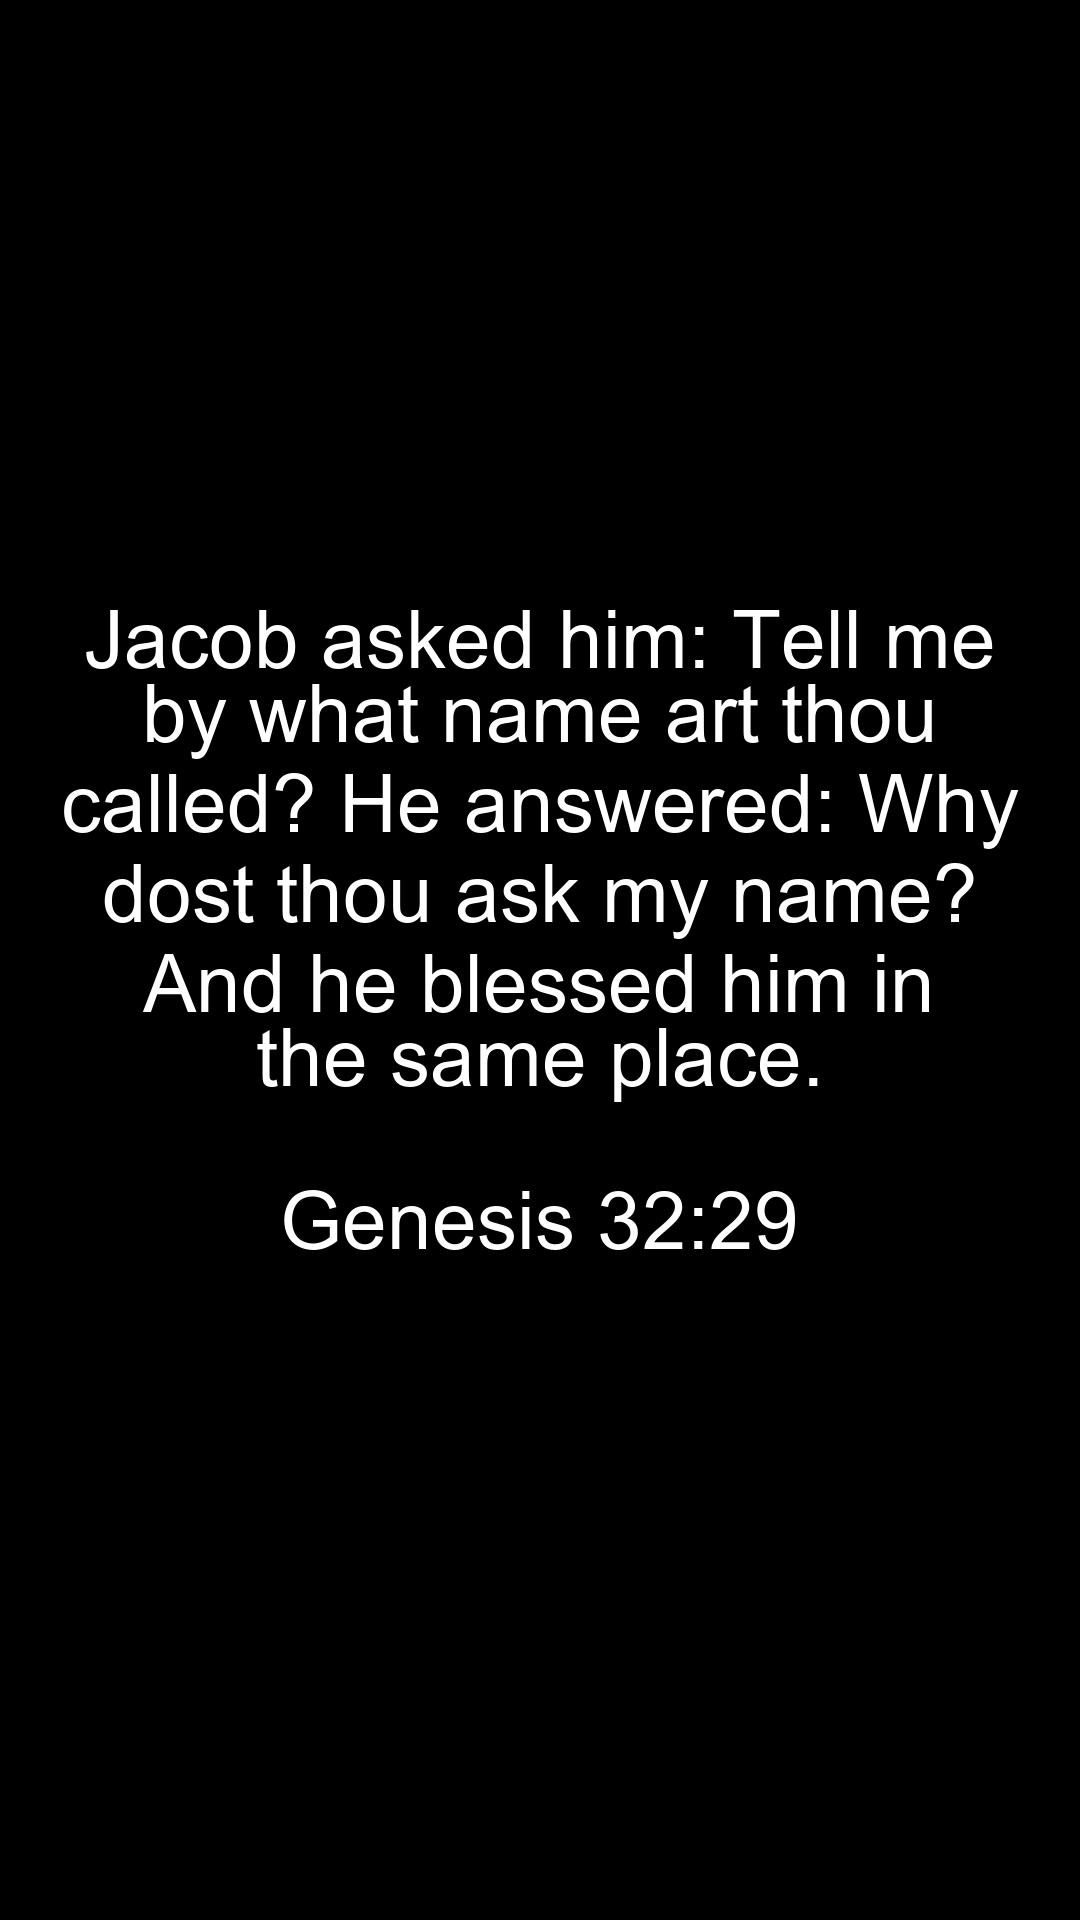 Jacob asked him: Tell me
by what name art thou
called? He answered: Why
dost thou ask my name?
And he blessed him in
the same place.
Genesis 32:29